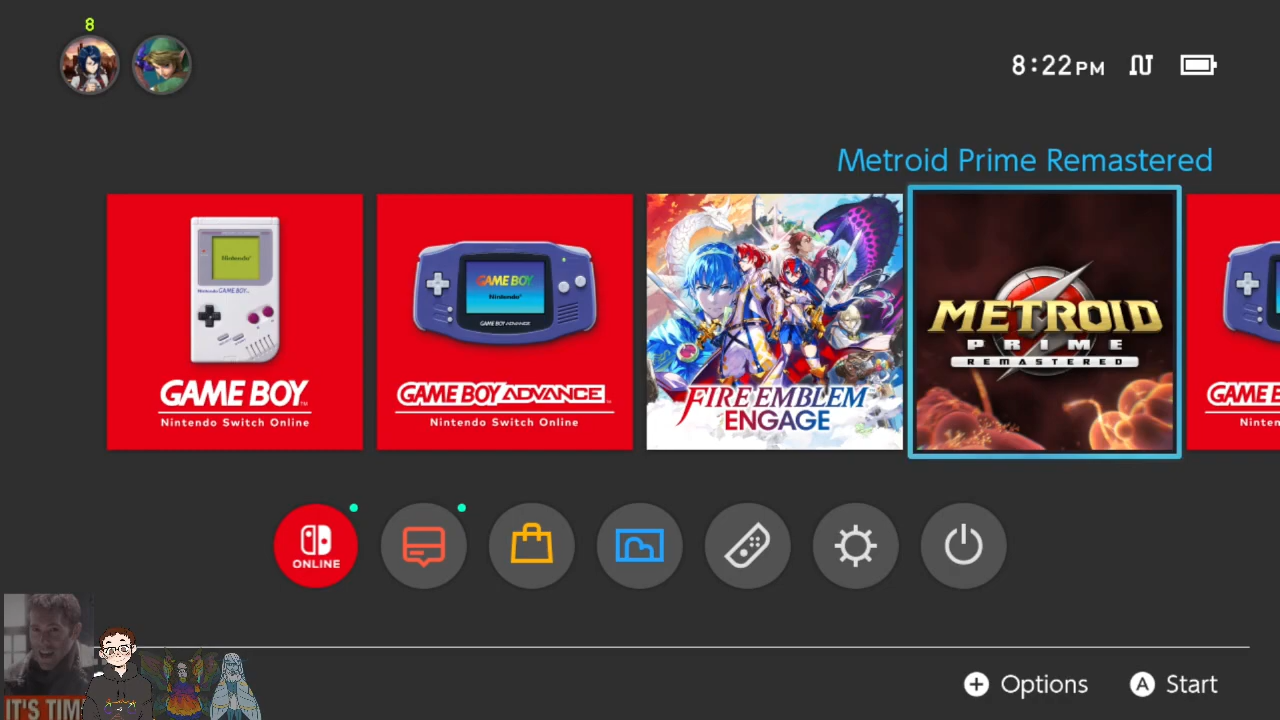 8
8:22PM
Metroid Prime Remastered
Nintendo
Nintendo GAME BOY
GAME BOY
Nintendo Switch Online
GAME BOY
Nintendo
GAME BOY ADVANCE
GAME BOY ADVANCE
Nintendo Switch Online
FIRE EMBLEM
ENGAGE
METROID
PRIME
REMASTERED
GAME B
Ninten
ONLINE
IT'S TIM
Options
A Start